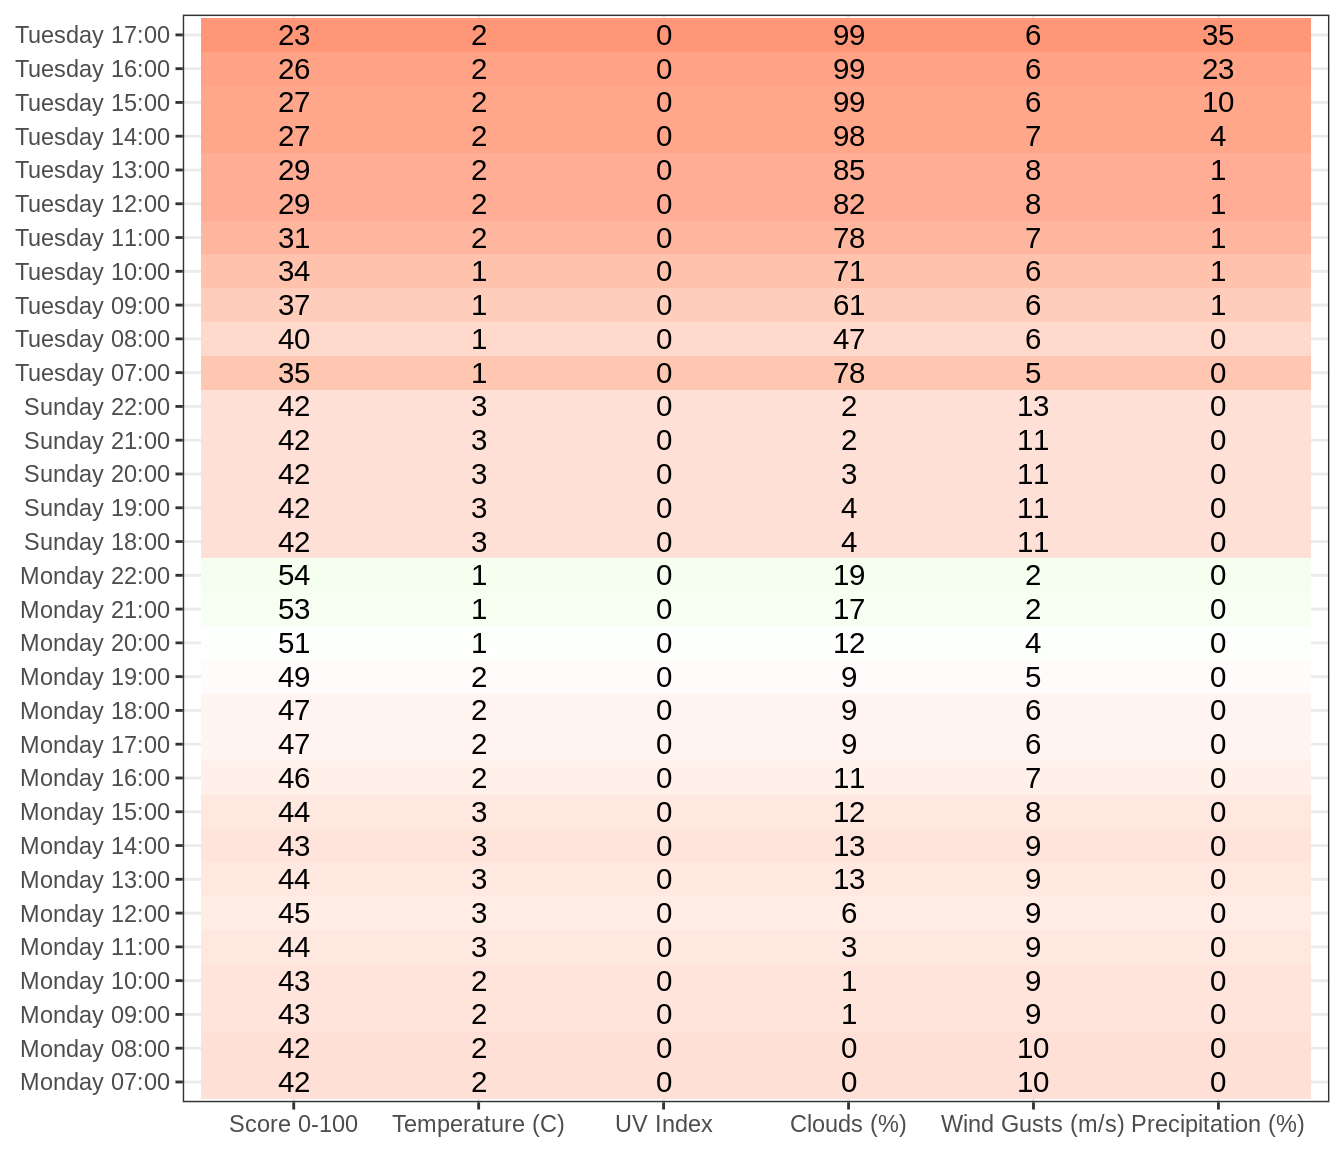 Tuesday 17:00 23 2 0 99 6 35
Tuesday 16:00 26 2 0 99 6 23
Tuesday 15:00 27 2 0 99 6 10
Tuesday 14:00 27 2 0 98 7 4
Tuesday 13:00 29 2 0 85 8 1
Tuesday 12:00 29 2 0 82 8 1
Tuesday 11:00 31 2 0 78 7 1
Tuesday 10:00 34 1 0 71 6 1
Tuesday 09:00 37 1 0 61 6 1
Tuesday 08:00 40 1 0 47 6 0
Tuesday 07:00 35 1 0 78 5 0
Sunday 22:00 42 3 0 2 13 0
Sunday 21:00 42 3 0 2 11 0
Sunday 20:00 42 3 0 3 11 0
Sunday 19:00 42 3 0 4 11 0
Sunday 18:00 42 3 0 4 11 0
Monday 22:00 54 1 0 19 2 0
Monday 21:00 53 1 0 17 2 0
Monday 20:00 51 1 0 12 4 0
Monday 19:00 49 2 0 9 5 0
Monday 18:00 47 2 0 9 6 0
Monday 17:00 47 2 0 9 6 0
Monday 16:00 46 2 0 11 7 0
Monday 15:00 44 3 0 12 8 0
Monday 14:00 43 3 0 13 9 0
Monday 13:00 44 3 0 13 9 0
Monday 12:00 45 3 0 6 9 0
Monday 11:00 44 3 0 3 9 0
Monday 10:00 43 2 0 1 9 0
Monday 09:00 43 2 0 1 9 0
Monday 08:00 42 2 0 0 10 0
Monday 07:00 42 2 0 0 10 0
Score 0-100 Temperature (C) UV Index Clouds (%) Wind Gusts (m/s) Precipitation (%)